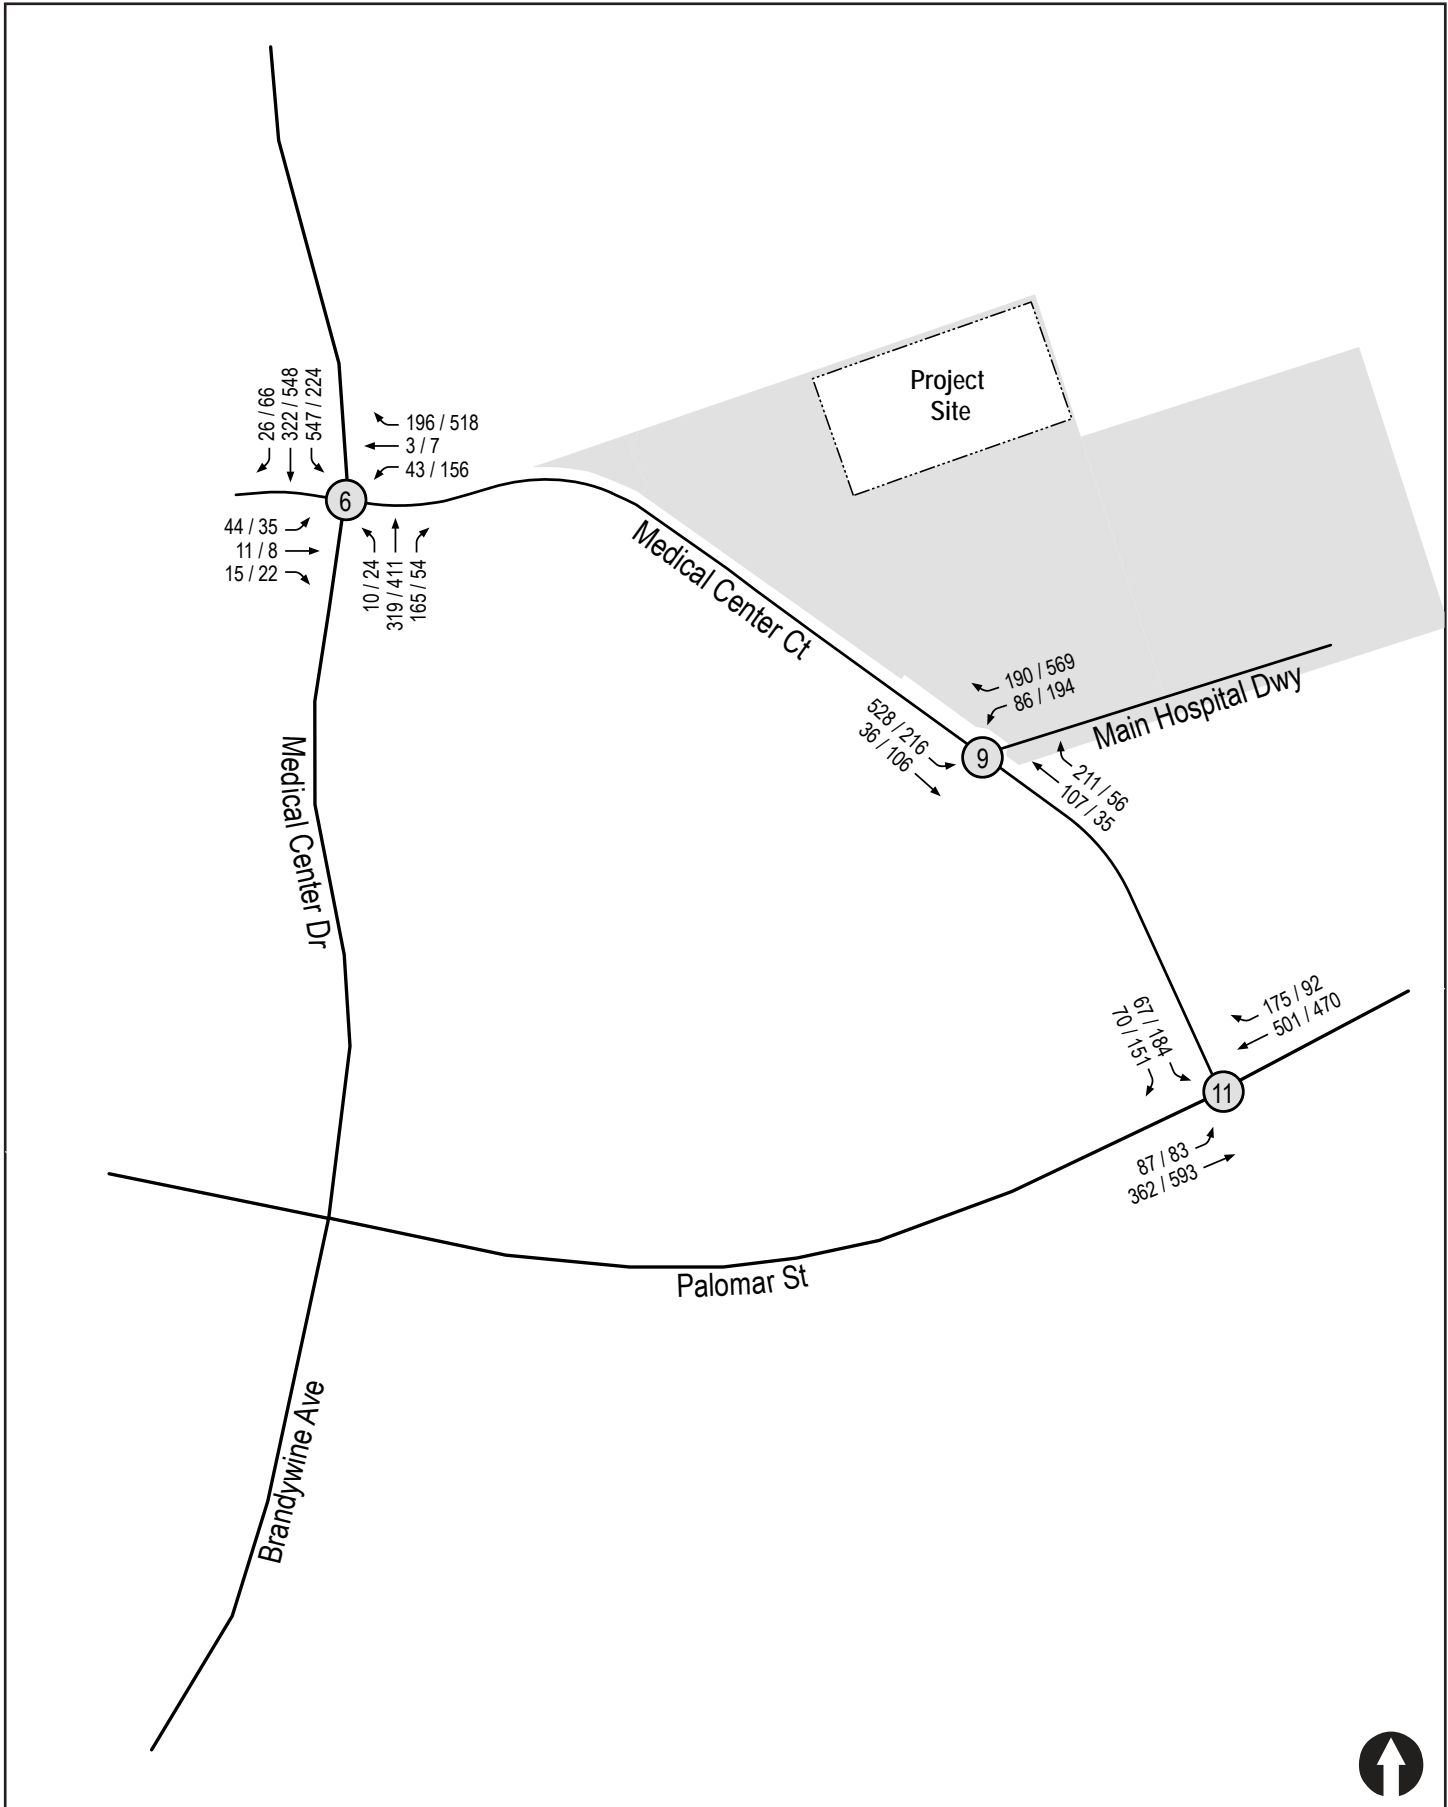 Project
Site
26 / 66
322 / 548
547 / 224
196 / 518
3 / 7
43 / 156
6
44 / 35
11 / 8
15 / 22
10 / 24
319 / 411
165 / 54
Medical Center Ct
190 / 569
86 / 194
Main Hospital Dwy
528 / 216
36 / 106
9
211 / 56
107 / 35
Medical Center Dr
175 / 92
501 / 470
67 / 184
70 / 151
11
87 / 83
362 / 593
Palomar St
Brandywine Ave